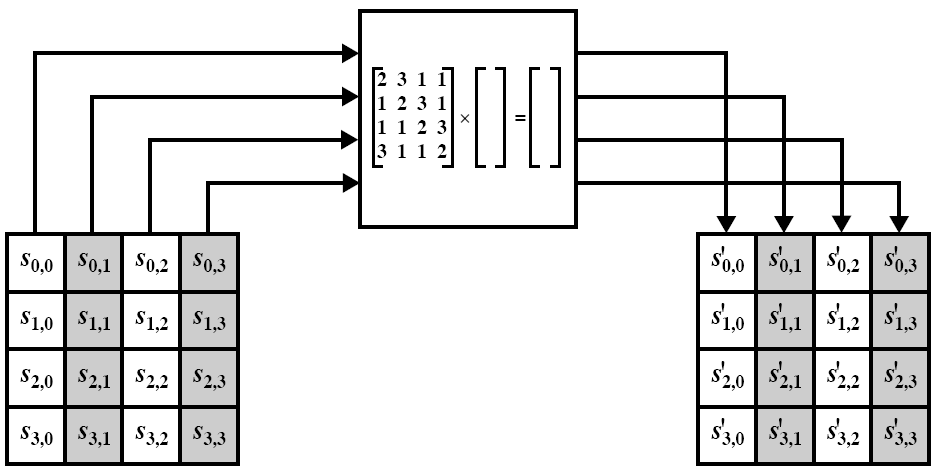 2 3 1 1
1 2 3 1
1 1 2 3
3 1 1 2
× =
s0,0 s0,1 s0,2 s0,3
s1,0 s1,1 s1,2 s1,3
s2,0 s2,1 s2,2 s2,3
s3,0 s3,1 s3,2 s3,3
s'0,0 s'0,1 s'0,2 s'0,3
s'1,0 s'1,1 s'1,2 s'1,3
s'2,0 s'2,1 s'2,2 s'2,3
s'3,0 s'3,1 s'3,2 s'3,3